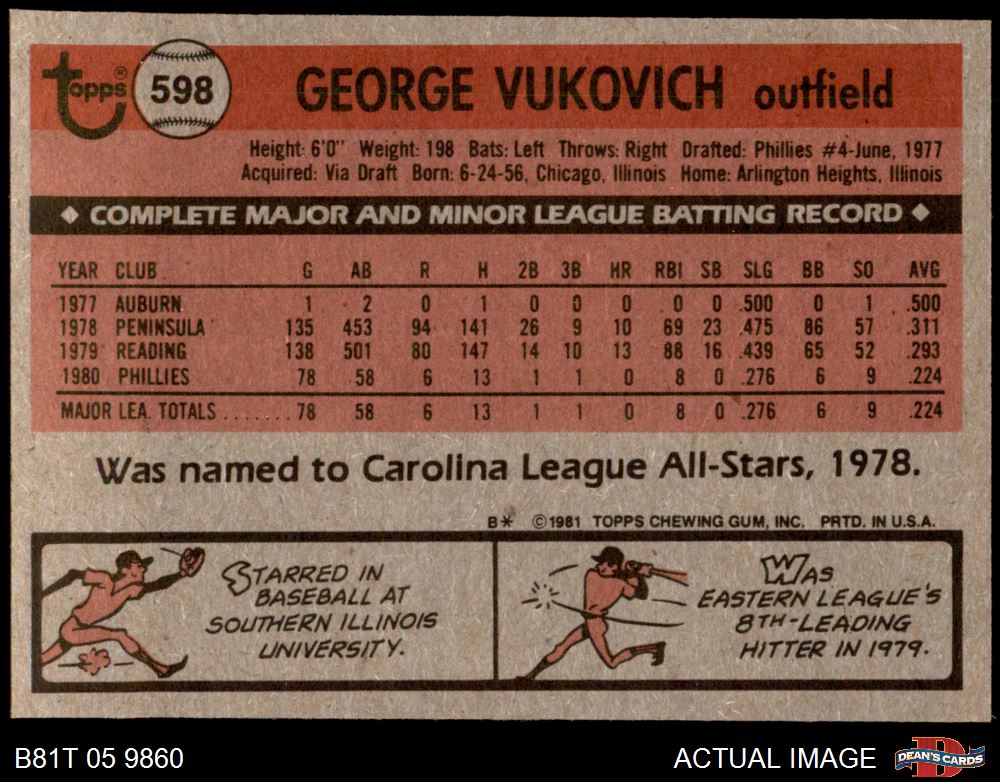 topps® 598 GEORGE VUKOVICH outfield
Height: 6'0" Weight: 198 Bats: Left Throws: Right Drafted: Phillies #4-June, 1977
Acquired: Via Draft Born: 6-24-56, Chicago, Illinois Home: Arlington Heights, Illinois
◆ COMPLETE MAJOR AND MINOR LEAGUE BATTING RECORD ◆
YEAR CLUB G AB R H 2B 3B HR RBI SB SLG BB SO AVG
1977 AUBURN 1 2 0 1 0 0 0 0 0 .500 0 1 .500
1978 PENINSULA 135 453 94 141 26 9 10 69 23 .475 86 57 .311
1979 READING 138 501 80 147 14 10 13 88 16 .439 65 52 .293
1980 PHILLIES 78 58 6 13 1 1 0 8 0 .276 6 9 .224
MAJOR LEA. TOTALS....... 78 58 6 13 1 1 0 8 0 .276 6 9 .224
Was named to Carolina League All-Stars, 1978.
B* ©1981 TOPPS CHEWING GUM, INC. PRTD. IN U.S.A.
STARRED IN
BASEBALL AT
SOUTHERN ILLINOIS
UNIVERSITY.
WAS
EASTERN LEAGUE'S
8TH-LEADING
HITTER IN 1979.
B81T 05 9860 ACTUAL IMAGE D DEAN'S CARDS